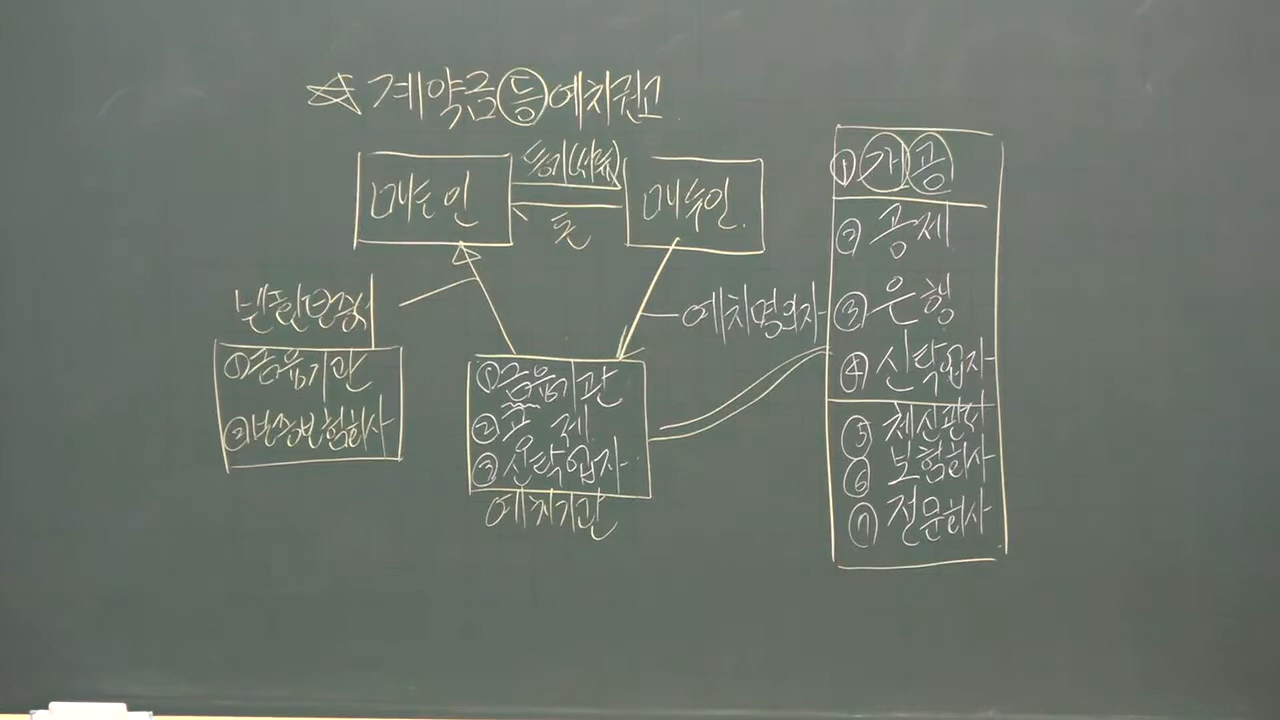 ☆ 계약금 등 예치권고
매도인
등기(서류)
돈
매수인
반환보증서
① 금융기관
② 보증보험회사
예치명의자
① 금융기관
② 공제
③ 신탁업자
예치기관
① 개 공
② 공제
③ 은행
④ 신탁업자
⑤ 체신관서
⑥ 보험회사
⑦ 전문회사